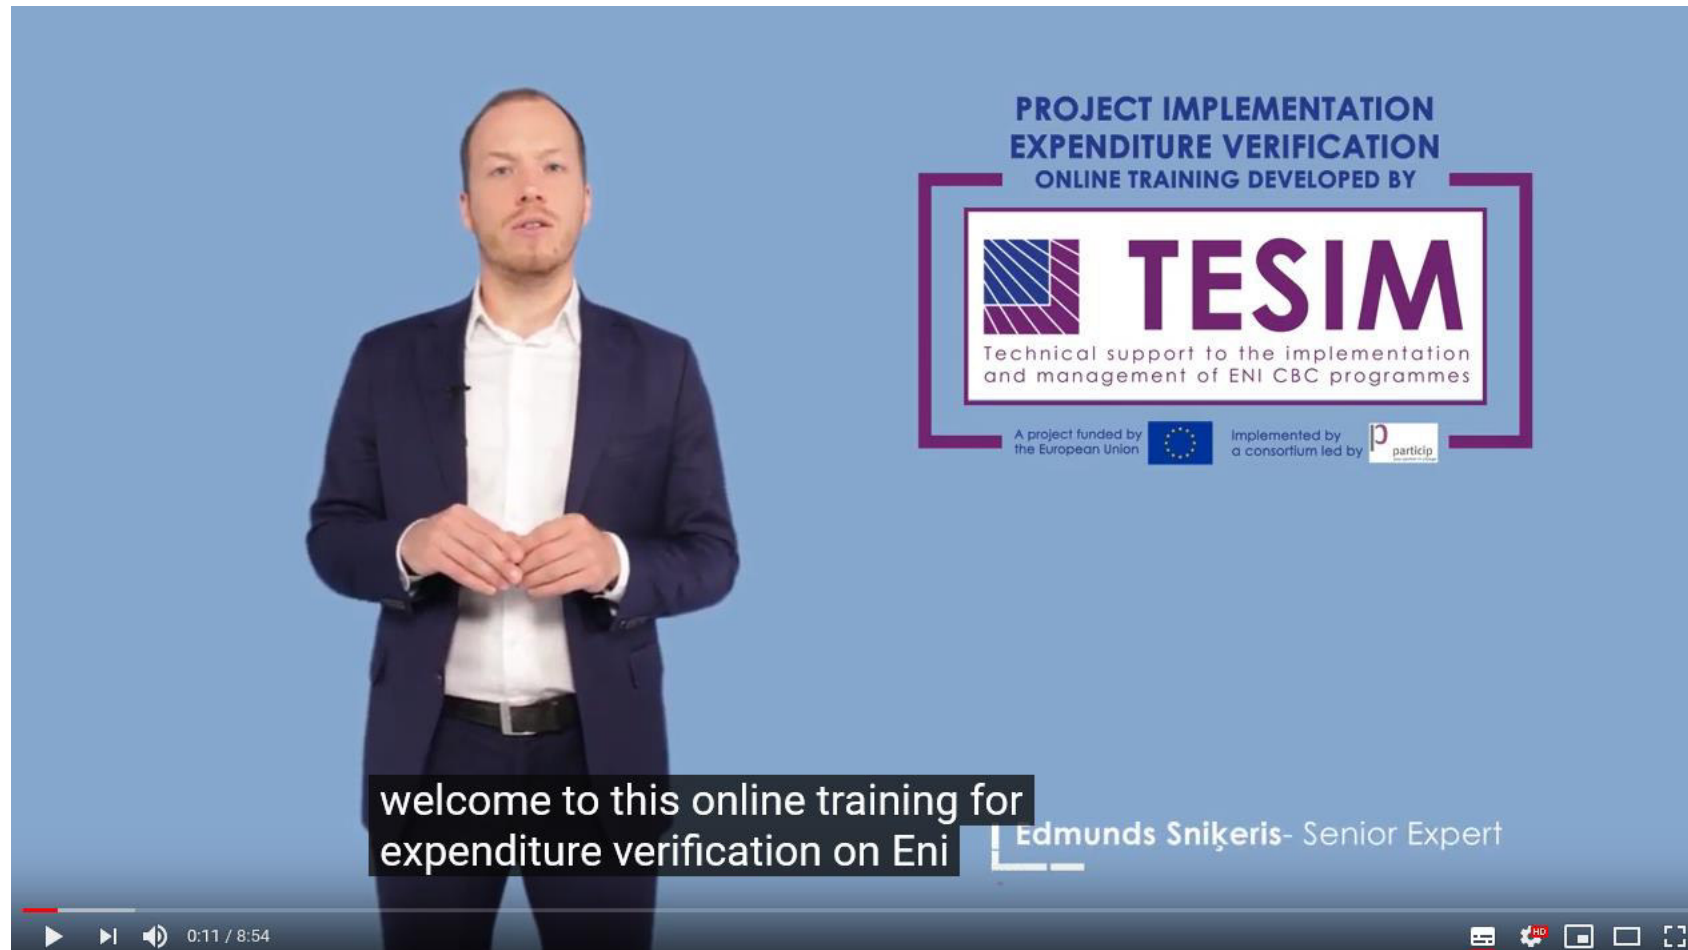 PROJECT IMPLEMENTATION
EXPENDITURE VERIFICATION
ONLINE TRAINING DEVELOPED BY
TESIM
Technical support to the implementation
and management of ENI CBC programmes
A project funded by
the European Union
Implemented by
a consortium led by
particip
welcome to this online training for
expenditure verification on Eni
Edmunds Sniķeris- Senior Expert
0:11 / 8:54
HD